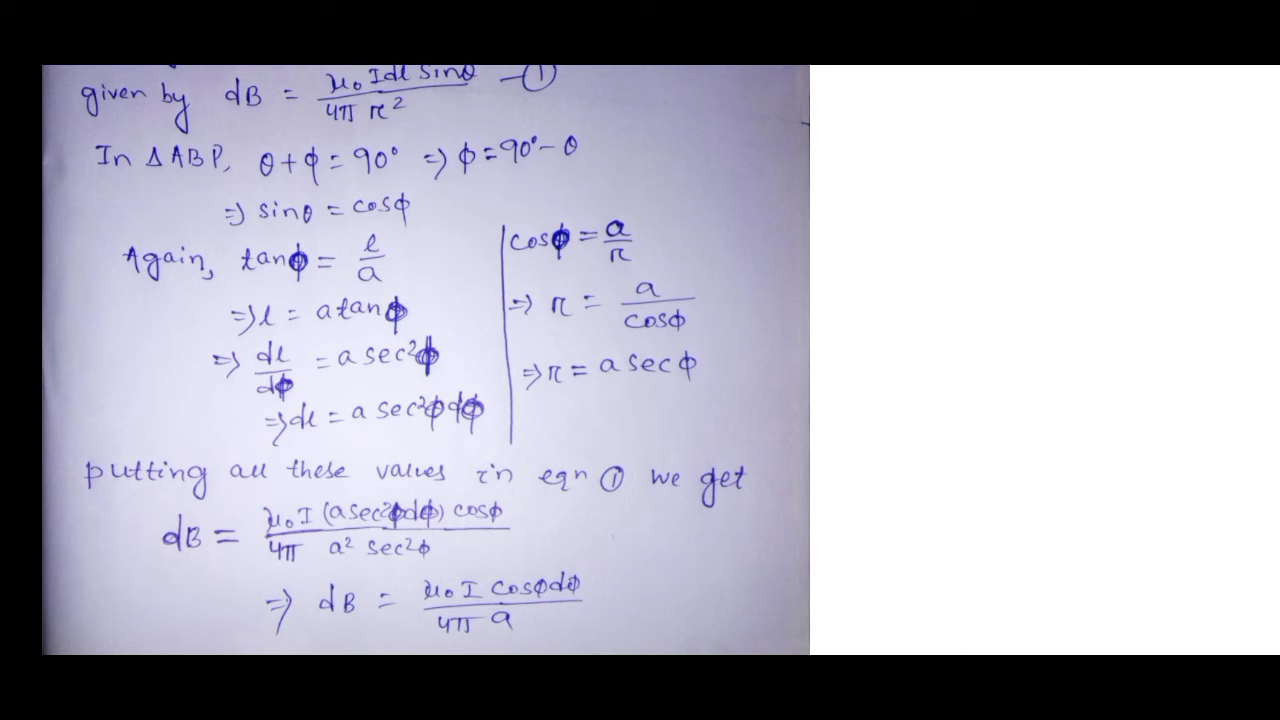 given by dB = μ₀ Idl sinθ / 4π r² — ①
In ΔABP, θ + ϕ = 90° ⇒ ϕ = 90° − θ
⇒ sinθ = cosϕ
Again, tanϕ = l / a
⇒ l = a tanϕ
⇒ dl / dϕ = a sec²ϕ
⇒ dl = a sec²ϕ dϕ
cosϕ = a / r
⇒ r = a / cosϕ
⇒ r = a sec ϕ
putting all these values in eqn ① we get
dB = μ₀ I (a sec²ϕ dϕ) cosϕ / 4π a² sec²ϕ
⇒ dB = μ₀ I cosϕ dϕ / 4π a